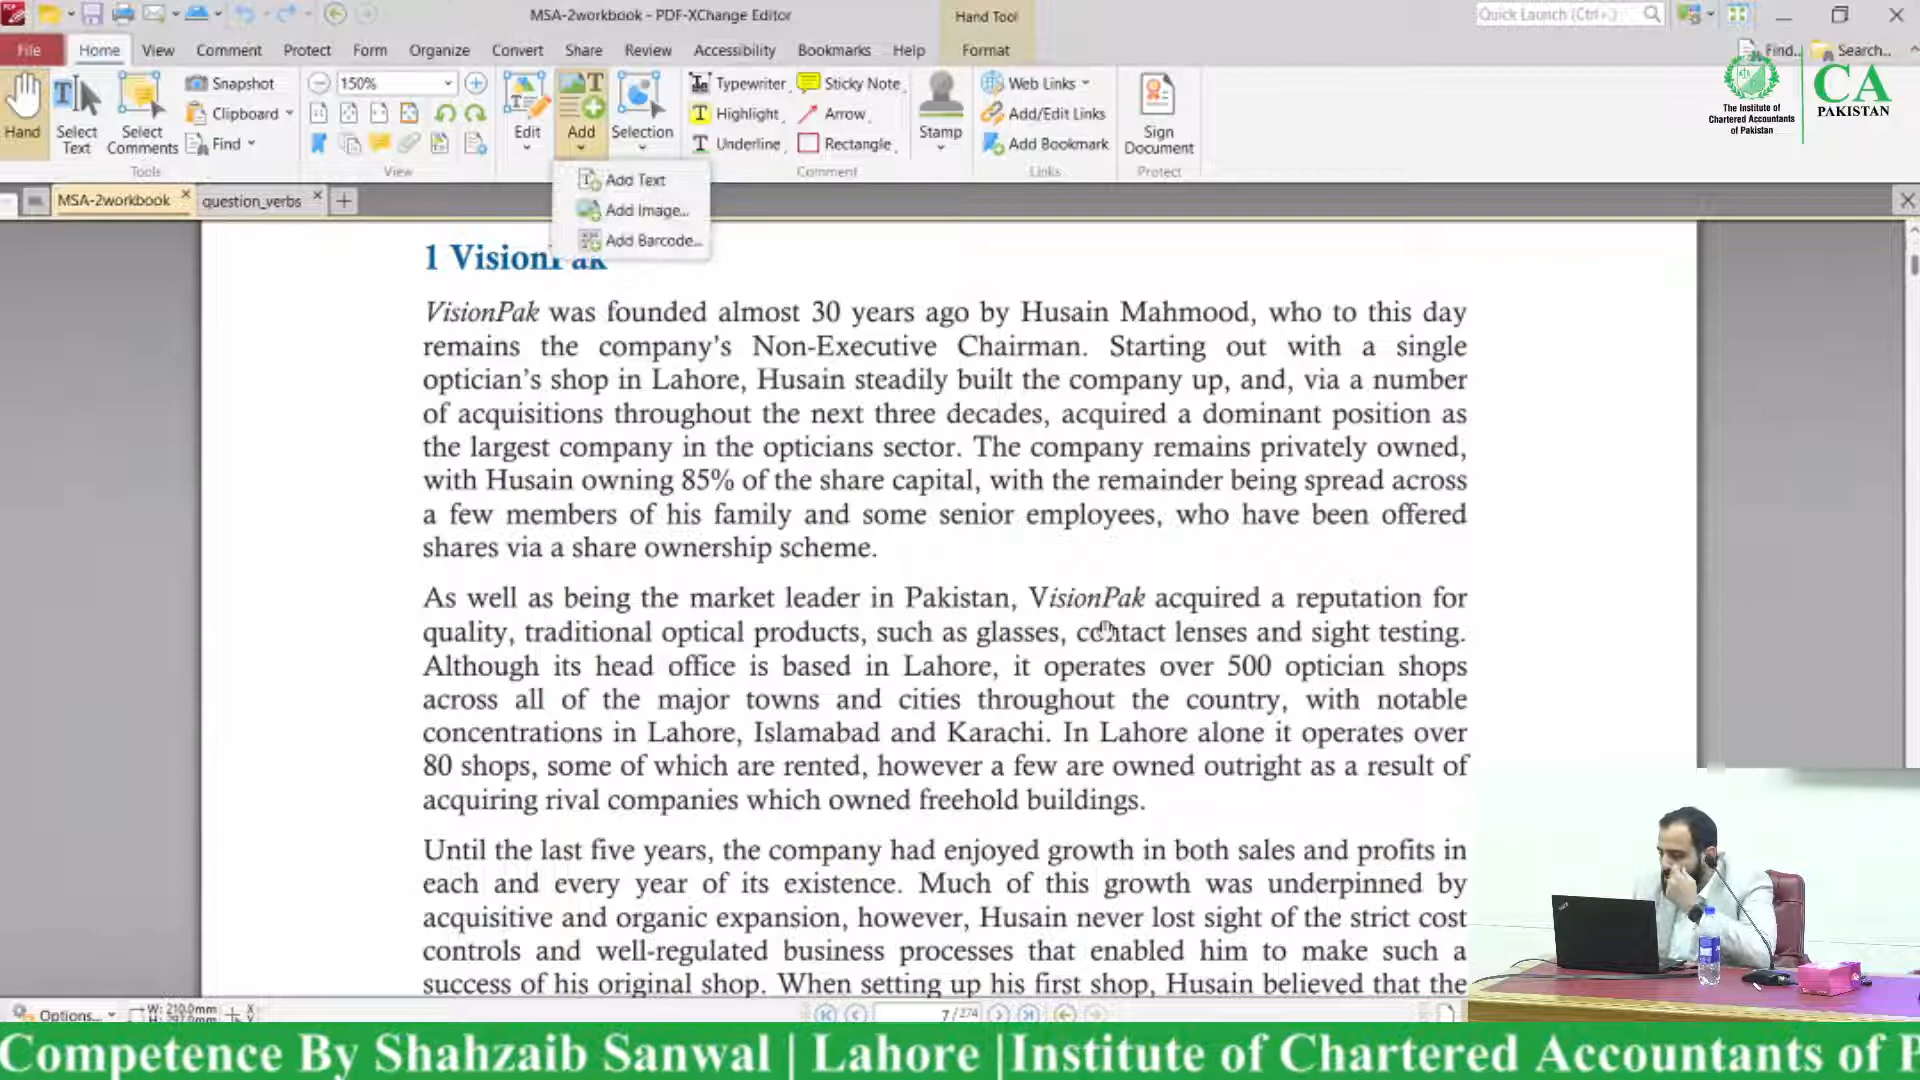 MSA-2workbook - PDF-XChange Editor
Hand Tool
Quick Launch (Ctrl+.)
File
Home
View
Comment
Protect
Form
Organize
Convert
Share
Review
Accessibility
Bookmarks
Help
Format
Find...
Search...
Hand
Select Text
Select Comments
Snapshot
Clipboard
Find
Tools
150%
View
Edit
Add
Selection
Typewriter
Highlight
Underline
Sticky Note
Arrow
Rectangle
Comment
Stamp
Web Links
Add/Edit Links
Add Bookmark
Links
Sign Document
Protect
The Institute of
Chartered Accountants
of Pakistan
CA
PAKISTAN
Add Text
Add Image...
Add Barcode...
MSA-2workbook
question_verbs
1 VisionPak
VisionPak was founded almost 30 years ago by Husain Mahmood, who to this day
remains the company's Non-Executive Chairman. Starting out with a single
optician's shop in Lahore, Husain steadily built the company up, and, via a number
of acquisitions throughout the next three decades, acquired a dominant position as
the largest company in the opticians sector. The company remains privately owned,
with Husain owning 85% of the share capital, with the remainder being spread across
a few members of his family and some senior employees, who have been offered
shares via a share ownership scheme.
As well as being the market leader in Pakistan, VisionPak acquired a reputation for
quality, traditional optical products, such as glasses, contact lenses and sight testing.
Although its head office is based in Lahore, it operates over 500 optician shops
across all of the major towns and cities throughout the country, with notable
concentrations in Lahore, Islamabad and Karachi. In Lahore alone it operates over
80 shops, some of which are rented, however a few are owned outright as a result of
acquiring rival companies which owned freehold buildings.
Until the last five years, the company had enjoyed growth in both sales and profits in
each and every year of its existence. Much of this growth was underpinned by
acquisitive and organic expansion, however, Husain never lost sight of the strict cost
controls and well-regulated business processes that enabled him to make such a
success of his original shop. When setting up his first shop, Husain believed that the
Options...
W: 210.0mm
H: 297.0mm
X:
Y:
7 / 274
Competence By Shahzaib Sanwal | Lahore |Institute of Chartered Accountants of P